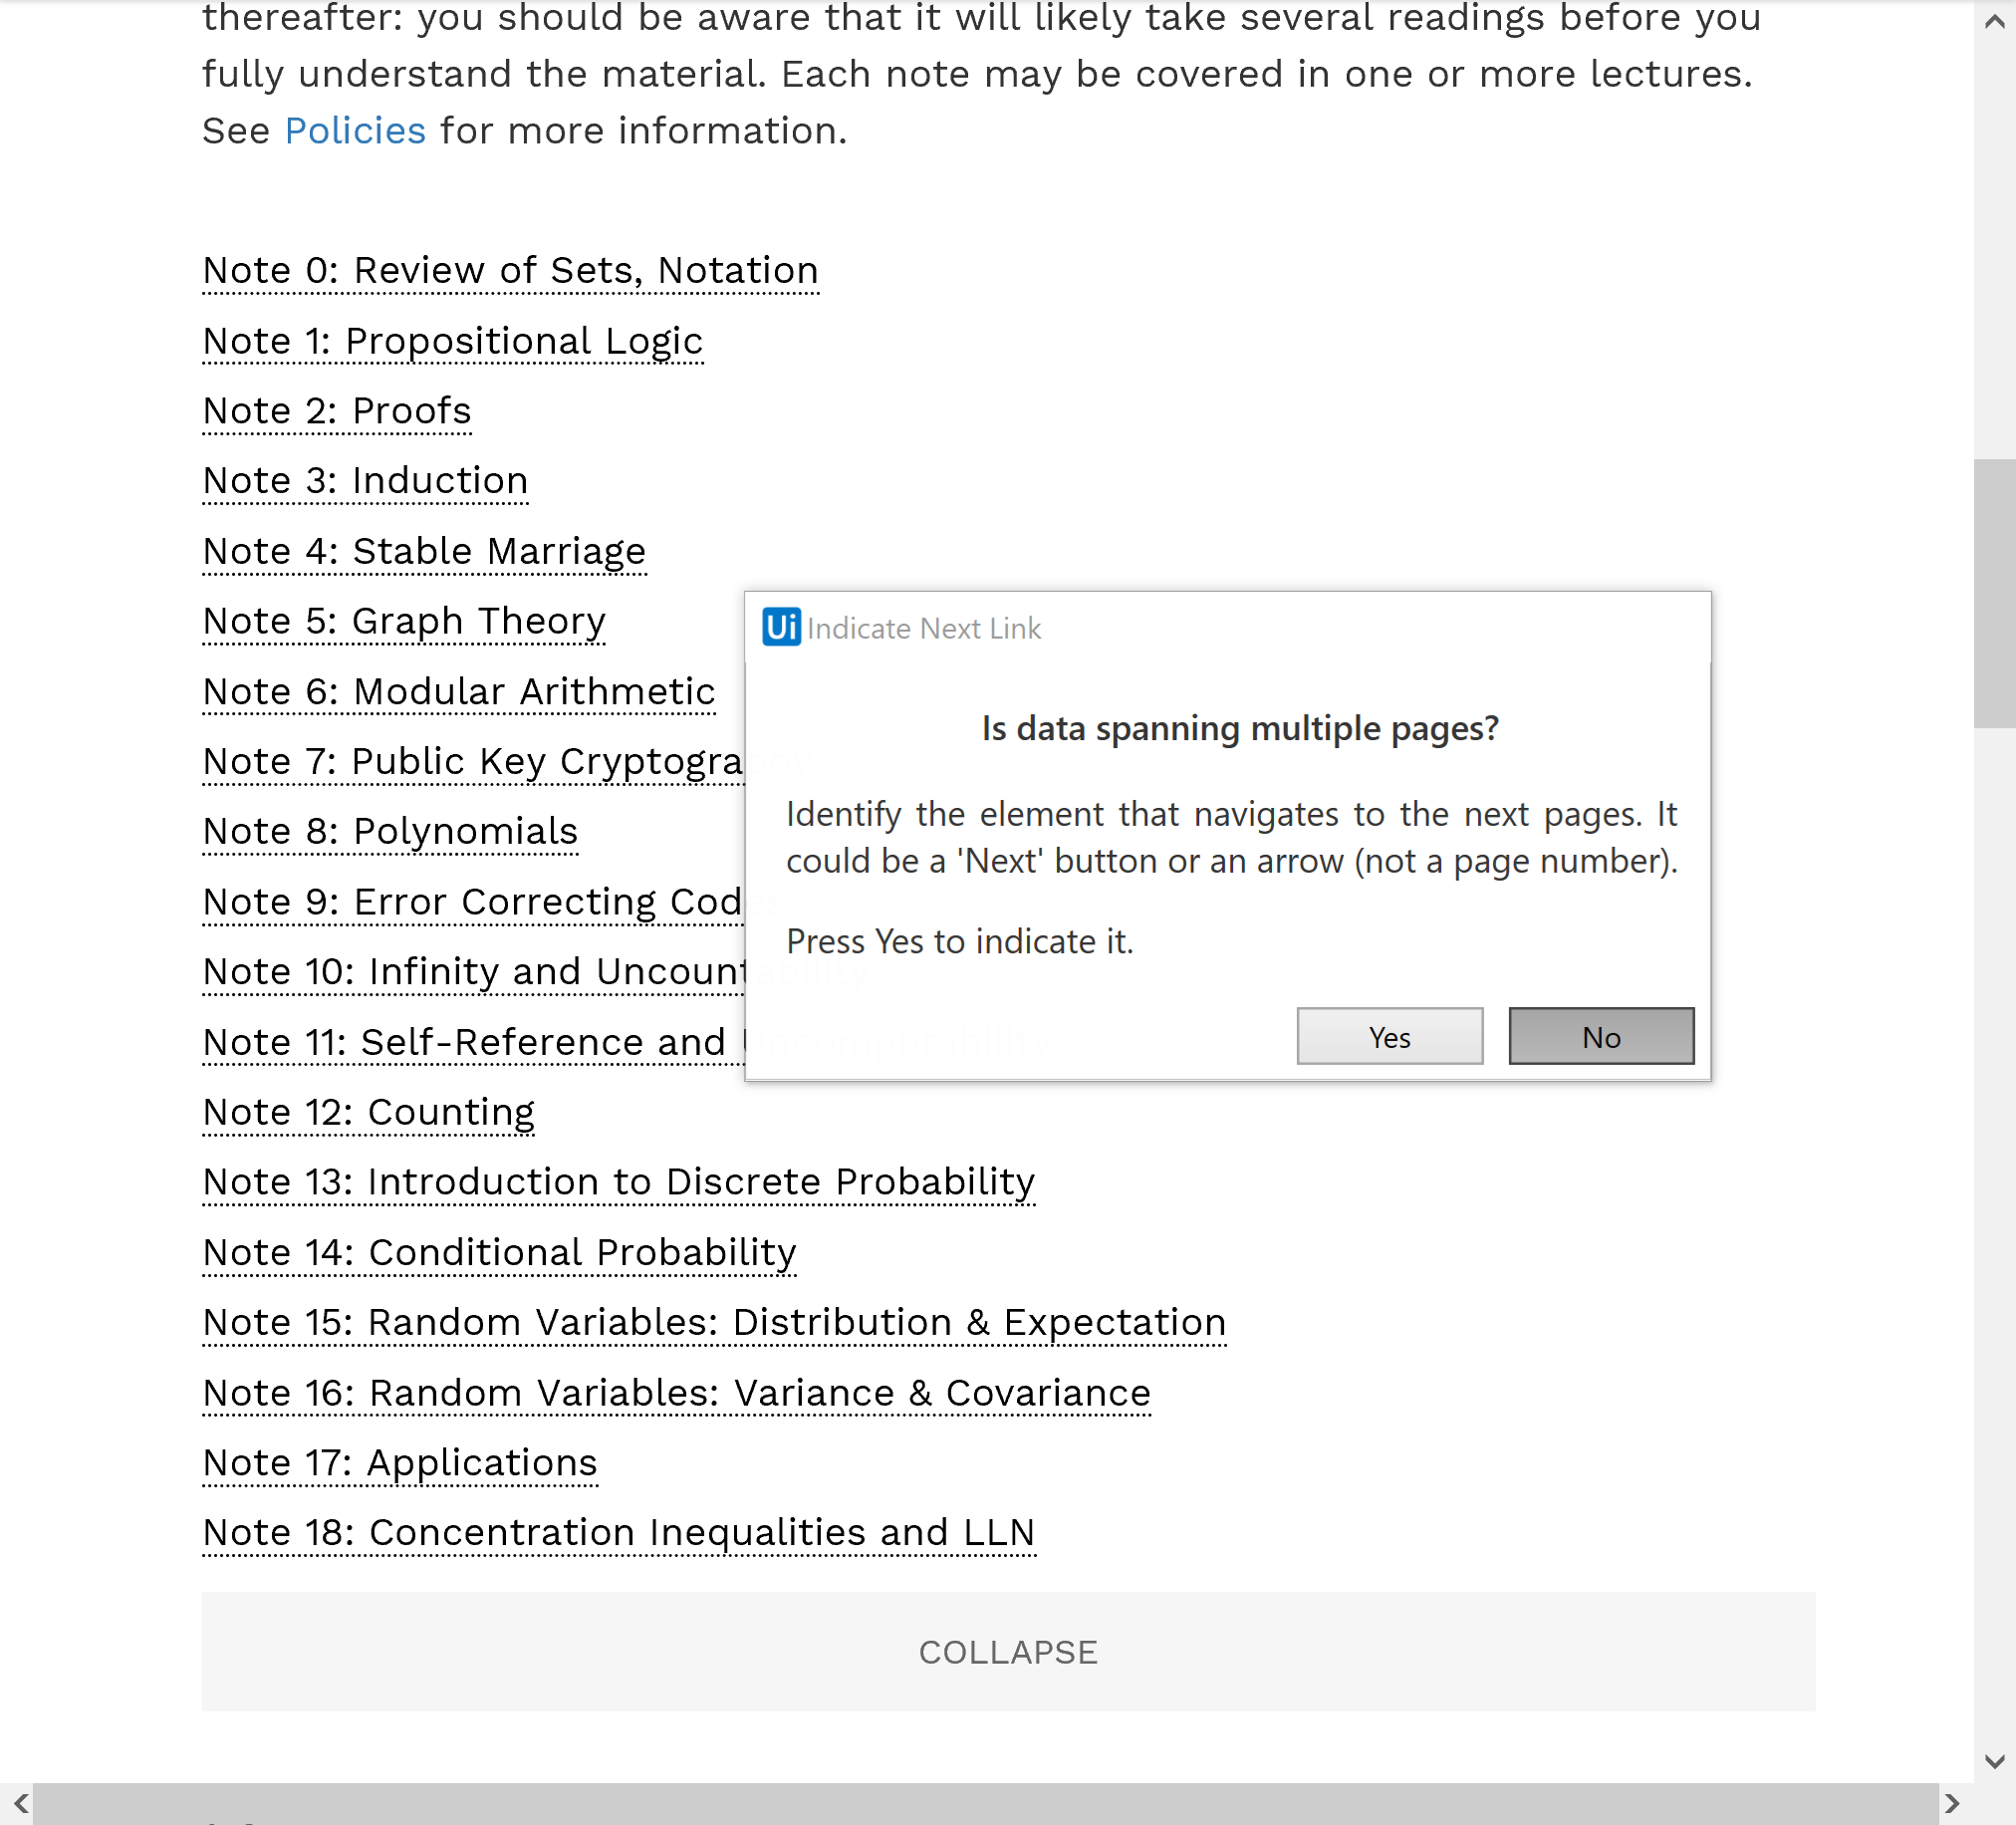 thereafter: you should be aware that it will likely take several readings before you
fully understand the material. Each note may be covered in one or more lectures.
See Policies for more information.
Note 0: Review of Sets, Notation
Note 1: Propositional Logic
Note 2: Proofs
Note 3: Induction
Note 4: Stable Marriage
Note 5: Graph Theory
Note 6: Modular Arithmetic
Note 7: Public Key Cryptography
Note 8: Polynomials
Note 9: Error Correcting Codes
Note 10: Infinity and Uncountability
Note 11: Self-Reference and Uncomputability
Note 12: Counting
Note 13: Introduction to Discrete Probability
Note 14: Conditional Probability
Note 15: Random Variables: Distribution & Expectation
Note 16: Random Variables: Variance & Covariance
Note 17: Applications
Note 18: Concentration Inequalities and LLN
COLLAPSE
Ui Indicate Next Link
Is data spanning multiple pages?
Identify the element that navigates to the next pages. It
could be a 'Next' button or an arrow (not a page number).
Press Yes to indicate it.
Yes No